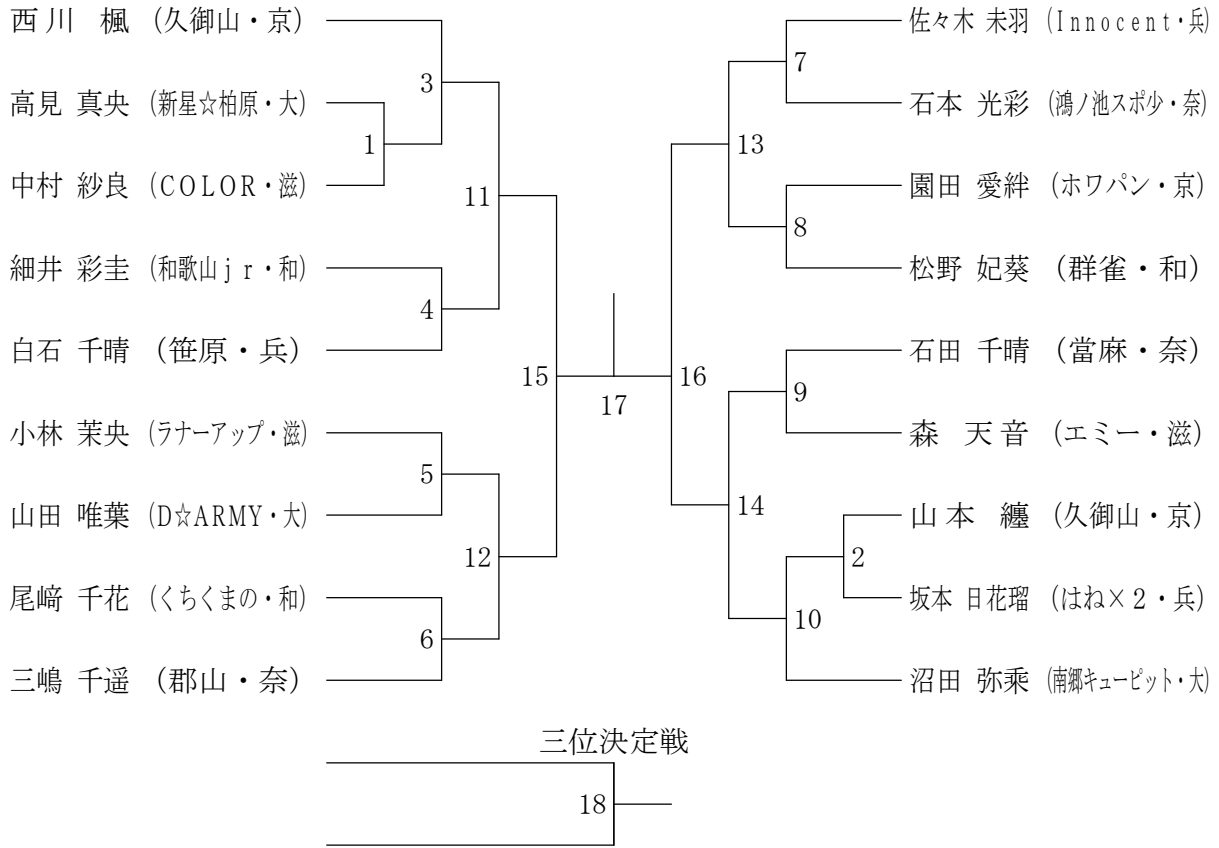 西川 楓 (久御山・京)
高見 真央 (新星☆柏原・大)
中村 紗良 (COLOR・滋)
細井 彩圭 (和歌山ｊｒ・和)
白石 千晴 (笹原・兵)
小林 茉央 (ラナーアップ・滋)
山田 唯葉 (D☆ARMY・大)
尾﨑 千花 (くちくまの・和)
三嶋 千遥 (郡山・奈)
3
1
11
4
15
5
12
6
17
佐々木 未羽 (Innocent・兵)
石本 光彩 (鴻ノ池スポ少・奈)
園田 愛絆 (ホワパン・京)
松野 妃葵 (群雀・和)
石田 千晴 (當麻・奈)
森 天音 (エミー・滋)
山本 纏 (久御山・京)
坂本 日花瑠 (はね×２・兵)
沼田 弥乘 (南郷キューピット・大)
7
13
8
16
9
14
2
10
三位決定戦
18